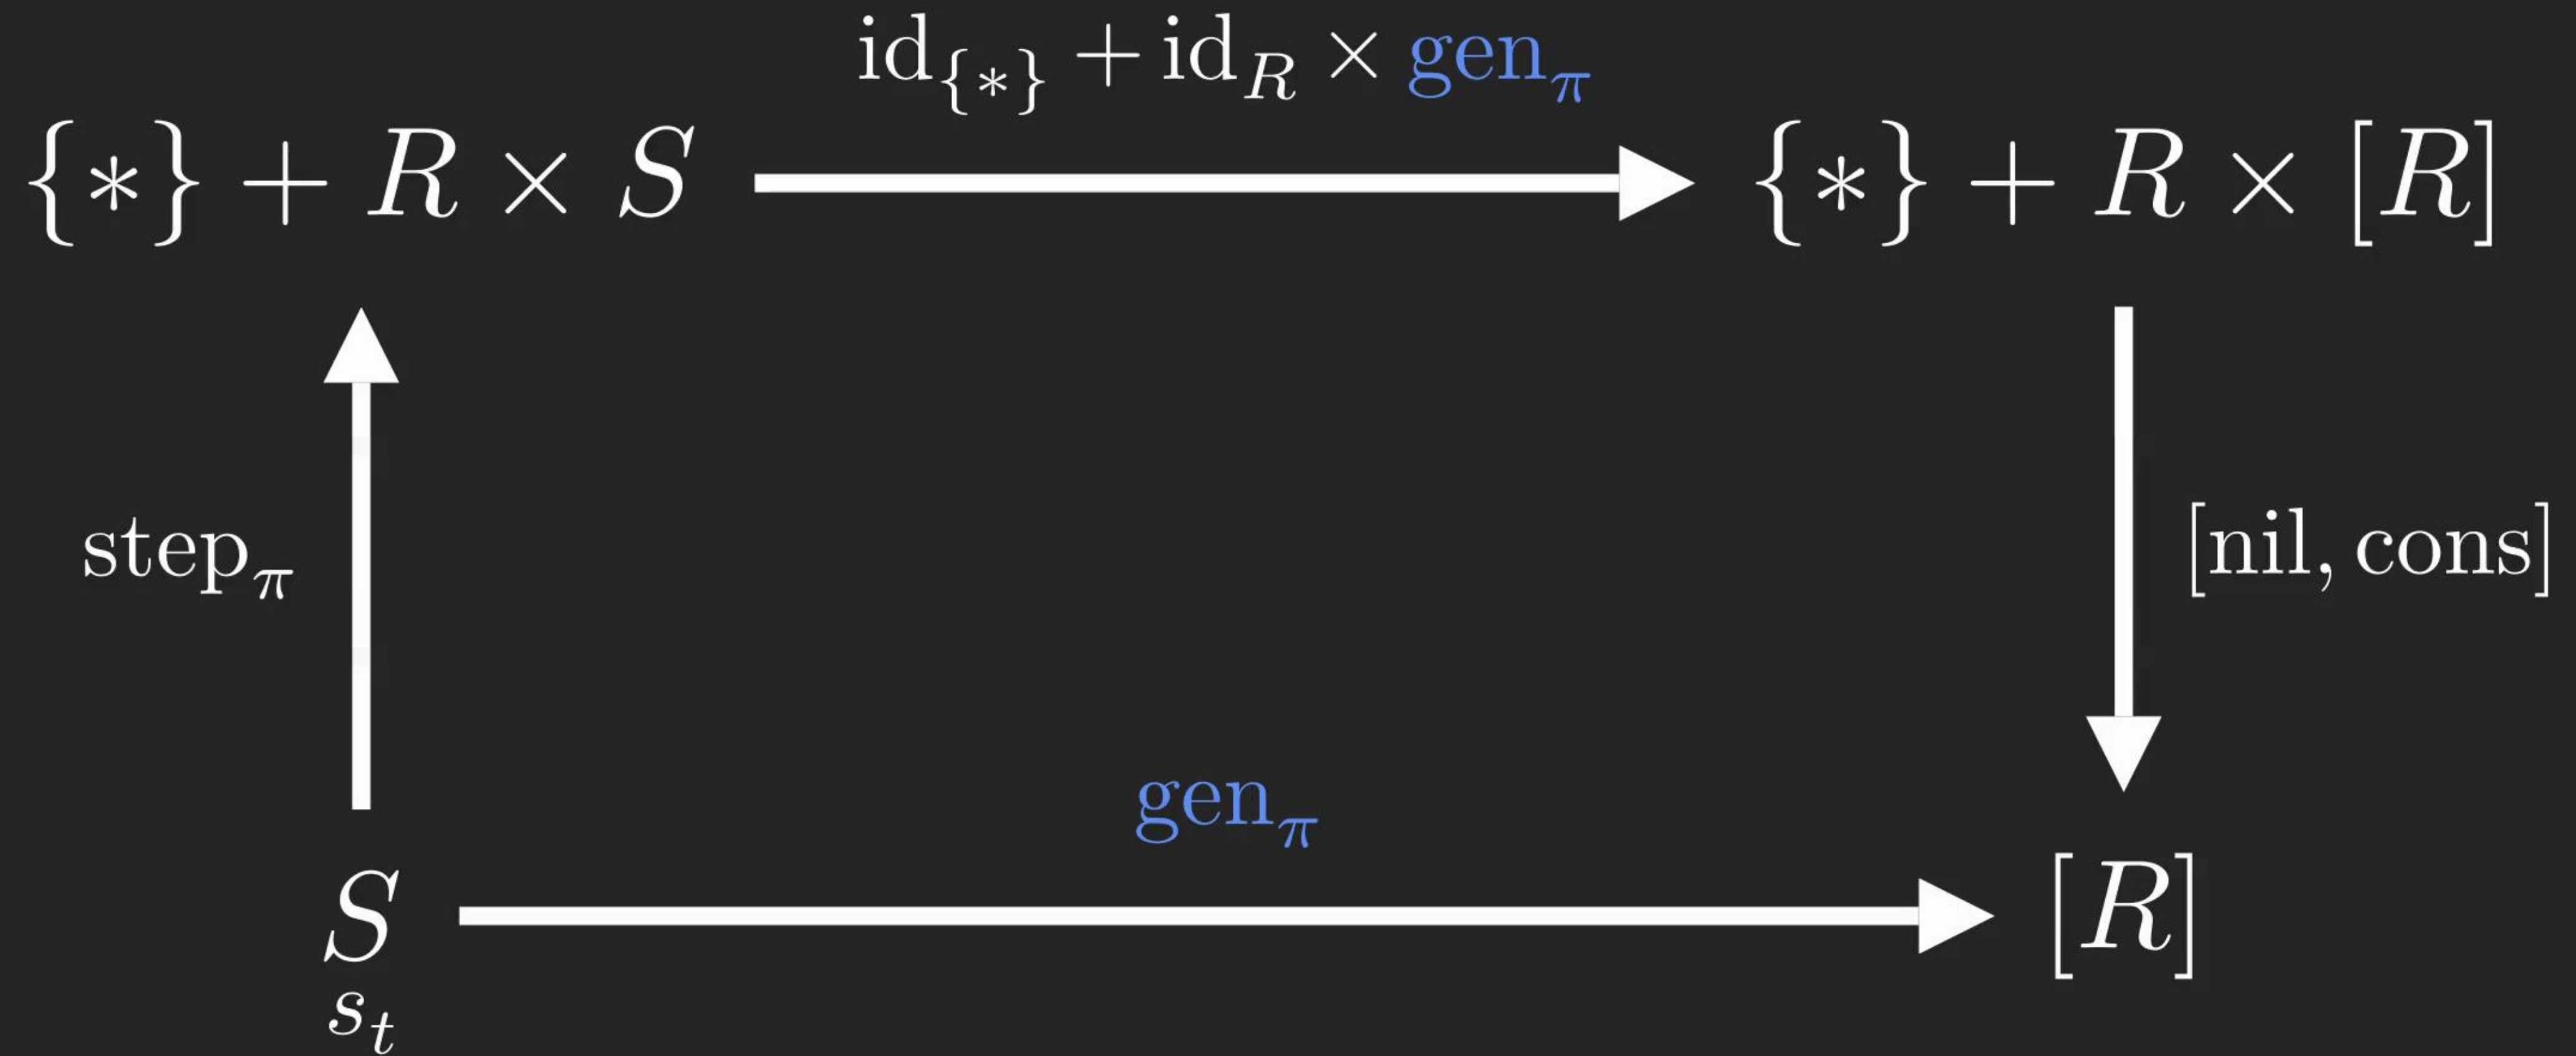 id_{*} + id_R × gen_π
{*} + R × S
{*} + R × [R]
step_π
[nil, cons]
gen_π
S
[R]
s_t